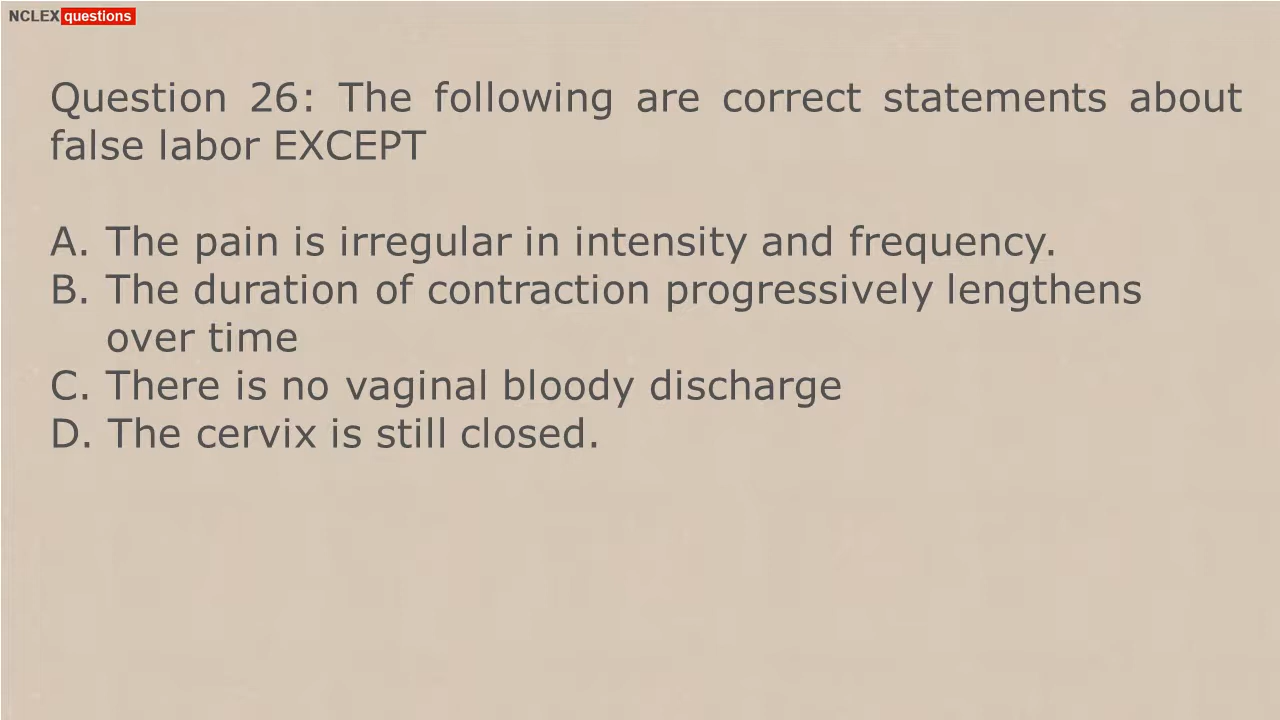 NCLEX questions
Question 26: The following are correct statements about
false labor EXCEPT
A. The pain is irregular in intensity and frequency.
B. The duration of contraction progressively lengthens
over time
C. There is no vaginal bloody discharge
D. The cervix is still closed.